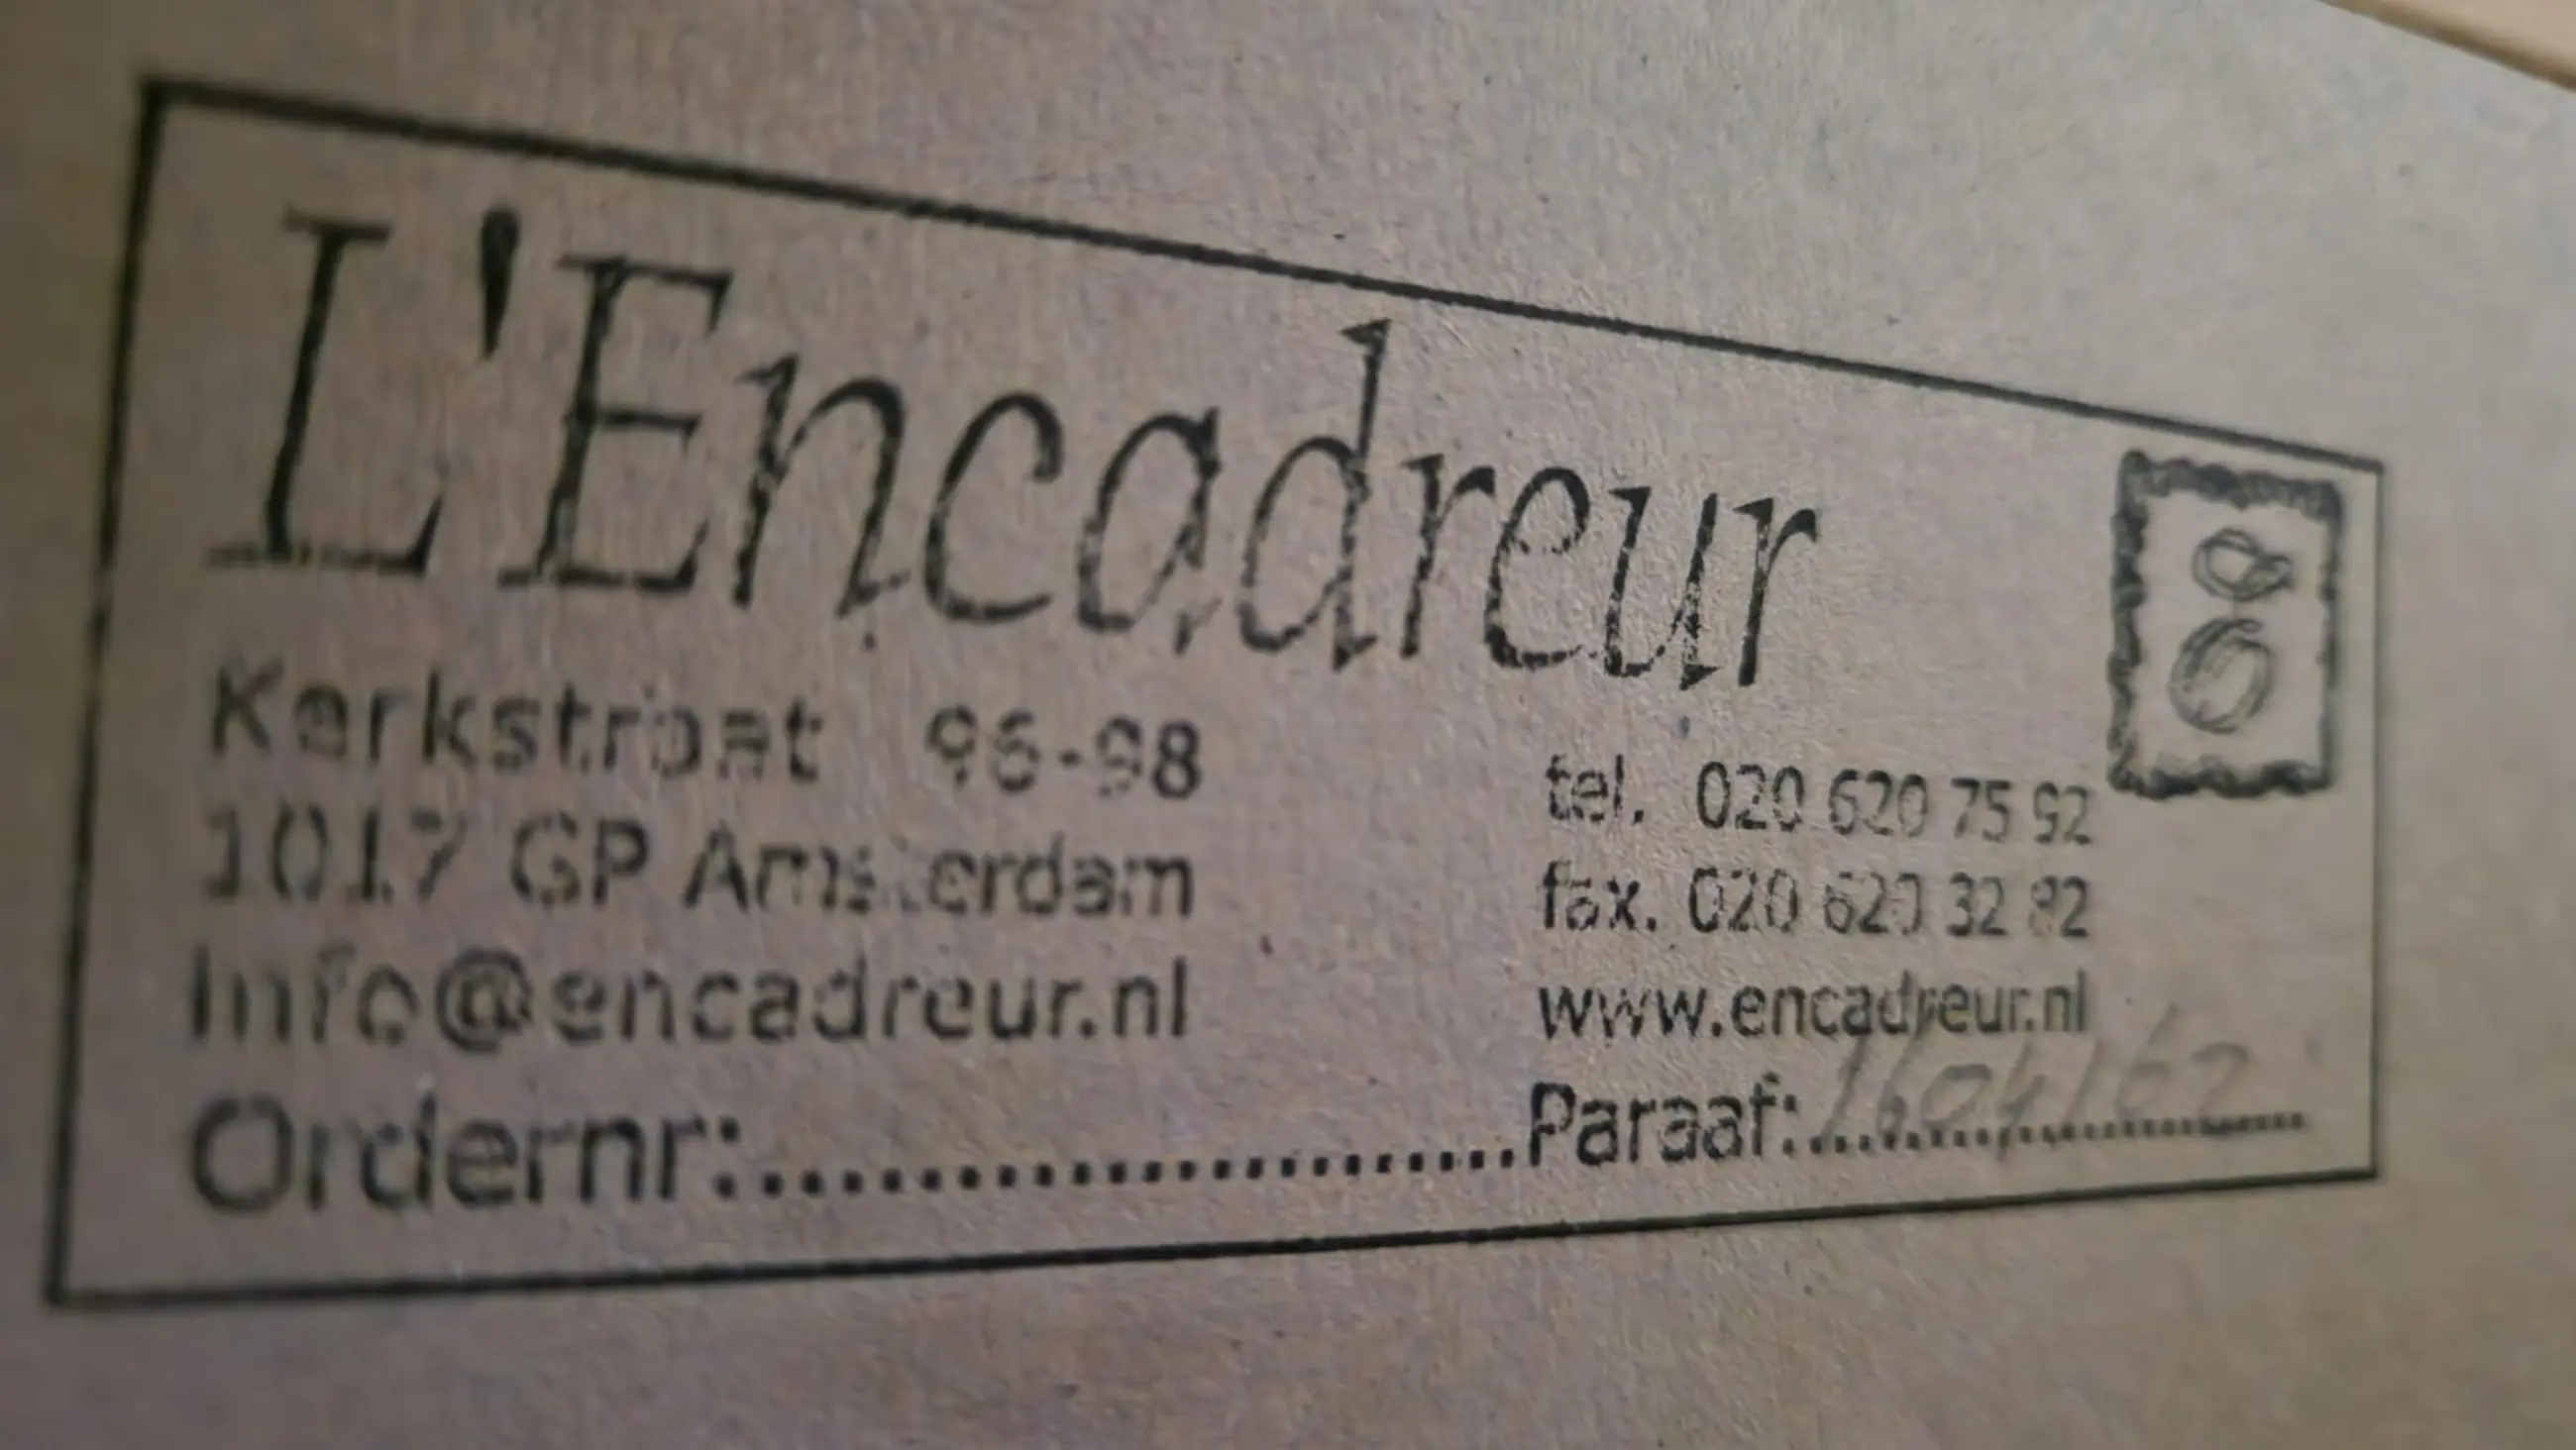 L'Encadreur
Kerkstraat 96-98
1017 GP Amsterdam
Info@encadreur.nl
tel. 020 620 75 92
fax. 020 620 32 82
www.encadreur.nl
Ordernr:..............................Paraaf:..............................